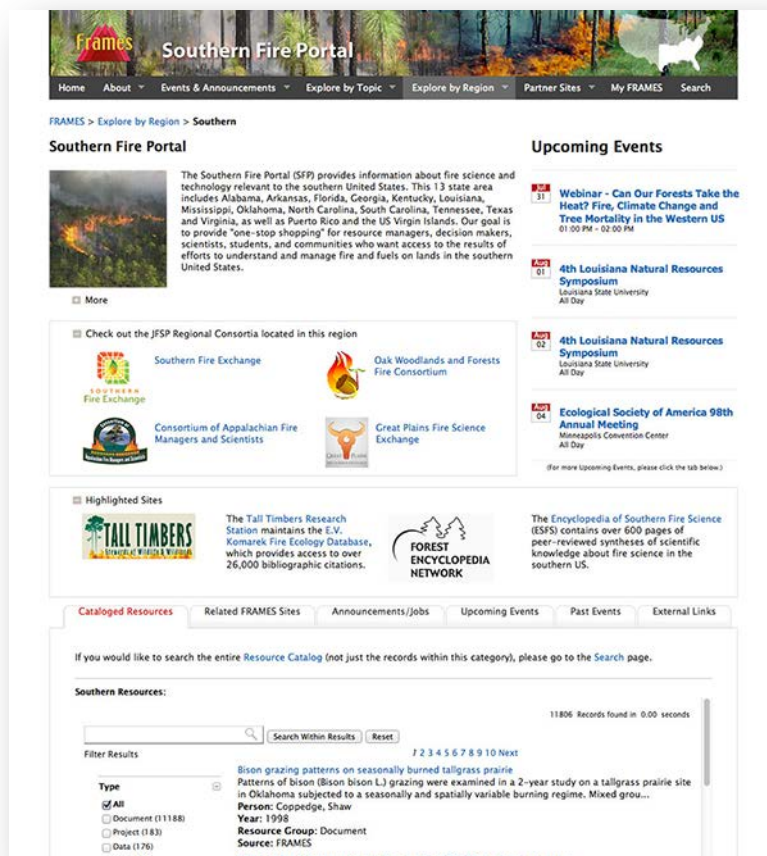 Frames
Southern Fire Portal
Home About Events & Announcements Explore by Topic Explore by Region Partner Sites My FRAMES Search
FRAMES > Explore by Region > Southern
Southern Fire Portal
The Southern Fire Portal (SFP) provides information about fire science and
technology relevant to the southern United States. This 13 state area
includes Alabama, Arkansas, Florida, Georgia, Kentucky, Louisiana,
Mississippi, Oklahoma, North Carolina, South Carolina, Tennessee, Texas
and Virginia, as well as Puerto Rico and the US Virgin Islands. Our goal is
to provide "one-stop shopping" for resource managers, decision makers,
scientists, students, and communities who want access to the results of
efforts to understand and manage fire and fuels on lands in the southern
United States.
More
Upcoming Events
Jul
31
Webinar - Can Our Forests Take the
Heat? Fire, Climate Change and
Tree Mortality in the Western US
01:00 PM - 02:00 PM
Aug
01
4th Louisiana Natural Resources
Symposium
Louisiana State University
All Day
Aug
02
4th Louisiana Natural Resources
Symposium
Louisiana State University
All Day
Aug
04
Ecological Society of America 98th
Annual Meeting
Minneapolis Convention Center
All Day
(For more Upcoming Events, please click the tab below.)
Check out the JFSP Regional Consortia located in this region
SOUTHERN
Fire Exchange
Southern Fire Exchange
Oak Woodlands and Forests
Fire Consortium
Consortium of Appalachian Fire
Managers and Scientists
GREAT PLAINS
Great Plains Fire Science
Exchange
Highlighted Sites
TALL TIMBERS
Stewards of Wildlife & Wildlands
The Tall Timbers Research
Station maintains the E.V.
Komarek Fire Ecology Database,
which provides access to over
26,000 bibliographic citations.
FOREST
ENCYCLOPEDIA
NETWORK
The Encyclopedia of Southern Fire Science
(ESFS) contains over 600 pages of
peer-reviewed syntheses of scientific
knowledge about fire science in the
southern US.
Cataloged Resources Related FRAMES Sites Announcements/Jobs Upcoming Events Past Events External Links
If you would like to search the entire Resource Catalog (not just the records within this category), please go to the Search page.
Southern Resources:
11806 Records found in 0.00 seconds
Search Within Results Reset
Filter Results
1 2 3 4 5 6 7 8 9 10 Next
Type
All
Document (11188)
Project (183)
Data (176)
Bison grazing patterns on seasonally burned tallgrass prairie
Patterns of bison (Bison bison L.) grazing were examined in a 2-year study on a tallgrass prairie site
in Oklahoma subjected to a seasonally and spatially variable burning regime. Mixed grou...
Person: Coppedge, Shaw
Year: 1998
Resource Group: Document
Source: FRAMES